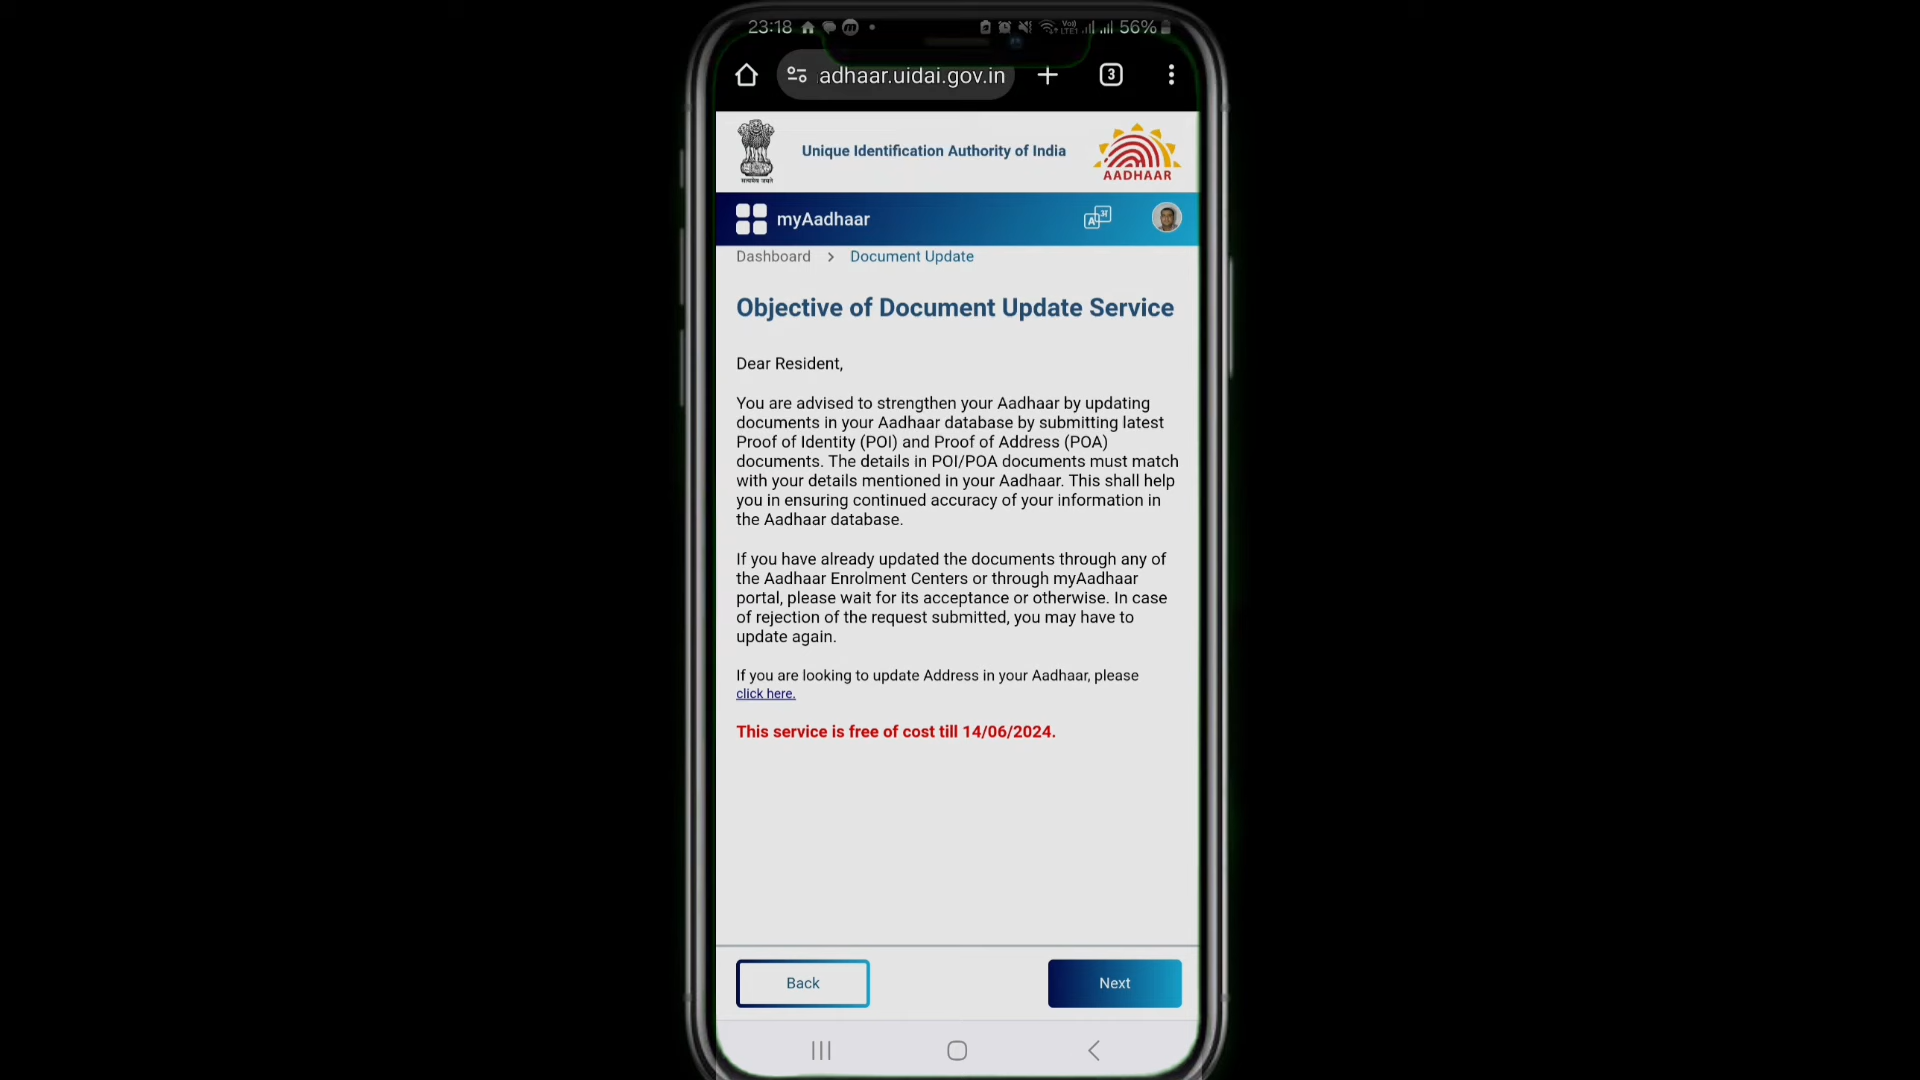 23:18
Vo)
LTE1
56%
adhaar.uidai.gov.in
3
सत्यमेव जयते
Unique Identification Authority of India
AADHAAR
myAadhaar
A अ
Dashboard > Document Update
Objective of Document Update Service
Dear Resident,
You are advised to strengthen your Aadhaar by updating
documents in your Aadhaar database by submitting latest
Proof of Identity (POI) and Proof of Address (POA)
documents. The details in POI/POA documents must match
with your details mentioned in your Aadhaar. This shall help
you in ensuring continued accuracy of your information in
the Aadhaar database.
If you have already updated the documents through any of
the Aadhaar Enrolment Centers or through myAadhaar
portal, please wait for its acceptance or otherwise. In case
of rejection of the request submitted, you may have to
update again.
If you are looking to update Address in your Aadhaar, please
click here.
This service is free of cost till 14/06/2024.
Back
Next